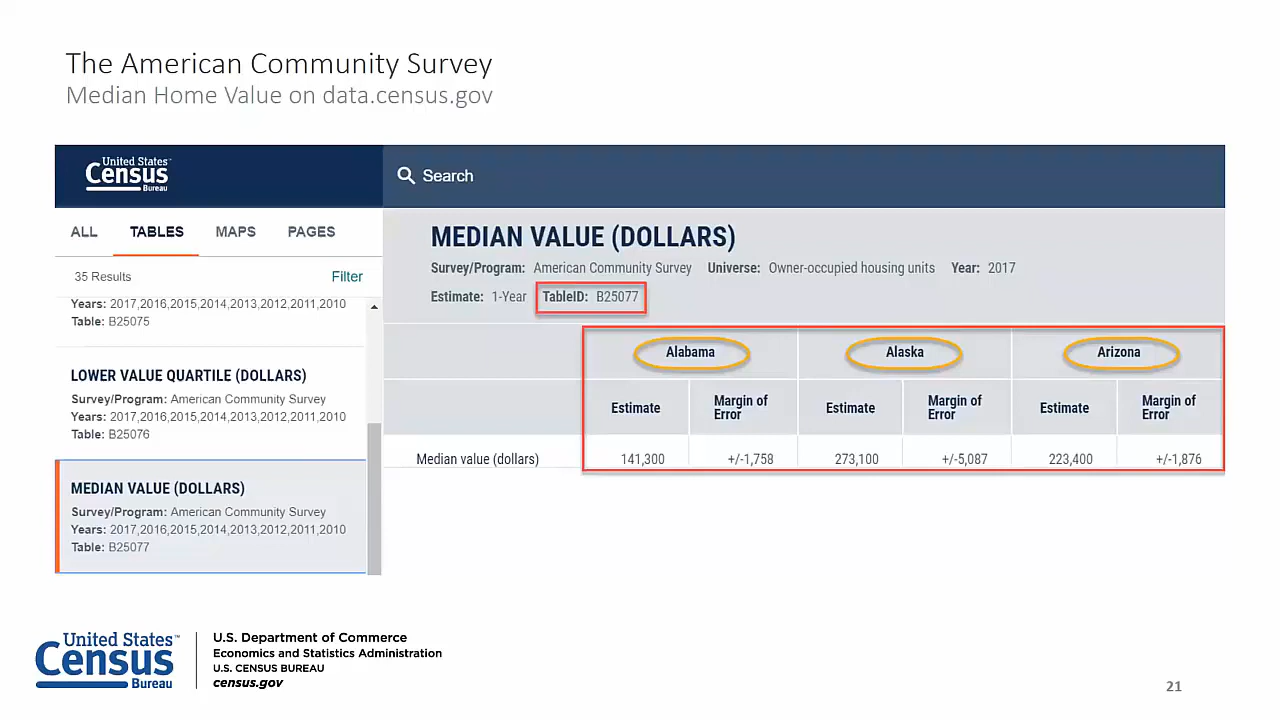 The American Community Survey
Median Home Value on data.census.gov
United States™
Census
Bureau
Search
ALL TABLES MAPS PAGES
35 Results Filter
Years: 2017,2016,2015,2014,2013,2012,2011,2010
Table: B25075
LOWER VALUE QUARTILE (DOLLARS)
Survey/Program: American Community Survey
Years: 2017,2016,2015,2014,2013,2012,2011,2010
Table: B25076
MEDIAN VALUE (DOLLARS)
Survey/Program: American Community Survey
Years: 2017,2016,2015,2014,2013,2012,2011,2010
Table: B25077
MEDIAN VALUE (DOLLARS)
Survey/Program: American Community Survey Universe: Owner-occupied housing units Year: 2017
Estimate: 1-Year TableID: B25077
Alabama Alaska Arizona
Estimate Margin of Error Estimate Margin of Error Estimate Margin of Error
Median value (dollars) 141,300 +/-1,758 273,100 +/-5,087 223,400 +/-1,876
United States™
Census
Bureau
U.S. Department of Commerce
Economics and Statistics Administration
U.S. CENSUS BUREAU
census.gov
21